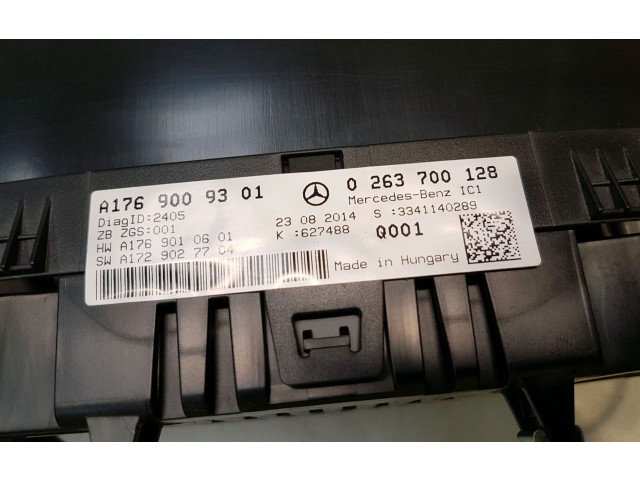 A176 900 93 01
DiagID:2405
ZB ZGS:001
HW A176 901 06 01
SW A172 902 77 04
23 08 2014
K :627488
0 263 700 128
Mercedes-Benz IC1
S :3341140289
Q001
Made in Hungary